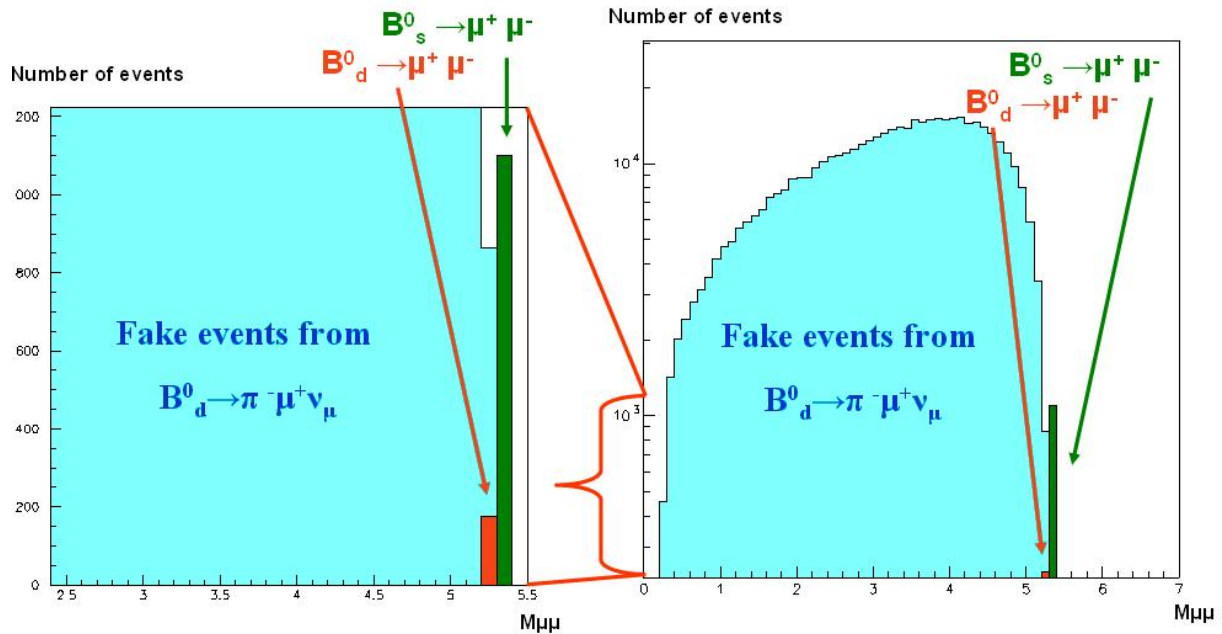 Number of events
B⁰s →μ⁺ μ⁻
B⁰d →μ⁺ μ⁻
Number of events
200
000
800
600
400
200
0
Fake events from
B⁰d→π⁻μ⁺νμ
2.5 3 3.5 4 4.5 5 5.5
Mμμ
B⁰s →μ⁺ μ⁻
B⁰d →μ⁺ μ⁻
10⁴
10³
Fake events from
B⁰d→π⁻μ⁺νμ
0 1 2 3 4 5 6 7
Mμμ